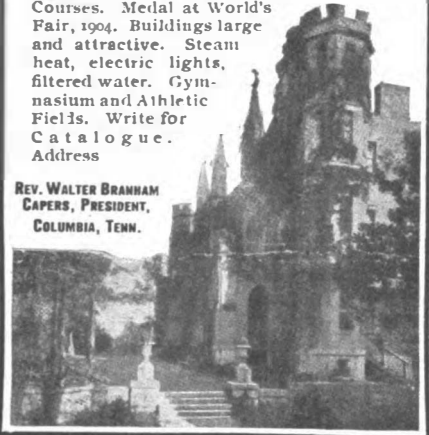 Courses. Medal at World's
Fair, 1904. Buildings large
and attractive. Steam
heat, electric lights,
filtered water. Gym-
nasium and Athletic
Fields. Write for
Catalogue.
Address
REV. WALTER BRANHAM
CAPERS, PRESIDENT,
COLUMBIA, TENN.